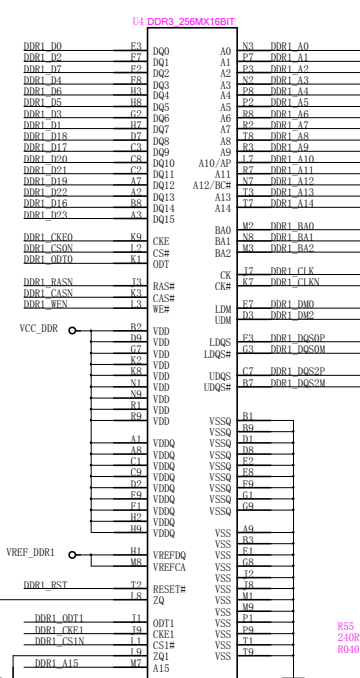 U4 DDR3_256MX16BIT
DDR1_D0 E3 DQ0 A0 N3 DDR1_A0
DDR1_D2 F7 DQ1 A1 P7 DDR1_A1
DDR1_D7 F2 DQ2 A2 P3 DDR1_A2
DDR1_D4 F8 DQ3 A3 N2 DDR1_A3
DDR1_D6 H3 DQ4 A4 P8 DDR1_A4
DDR1_D5 H8 DQ5 A5 P2 DDR1_A5
DDR1_D3 G2 DQ6 A6 R8 DDR1_A6
DDR1_D1 H7 DQ7 A7 R2 DDR1_A7
DDR1_D18 D7 DQ8 A8 T8 DDR1_A8
DDR1_D17 C3 DQ9 A9 R3 DDR1_A9
DDR1_D20 C8 DQ10 A10/AP L7 DDR1_A10
DDR1_D21 C2 DQ11 A11 R7 DDR1_A11
DDR1_D19 A7 DQ12 A12/BC# N7 DDR1_A12
DDR1_D22 A2 DQ13 A13 T3 DDR1_A13
DDR1_D16 B8 DQ14 A14 T7 DDR1_A14
DDR1_D23 A3 DQ15
BA0 M2 DDR1_BA0
DDR1_CKE0 K9 CKE BA1 N8 DDR1_BA1
DDR1_CS0N L2 CS# BA2 M3 DDR1_BA2
DDR1_ODT0 K1 ODT
CK J7 DDR1_CLK
DDR1_RASN J3 RAS# CK# K7 DDR1_CLKN
DDR1_CASN K3 CAS#
DDR1_WEN L3 WE# LDM E7 DDR1_DM0
UDM D3 DDR1_DM2
VCC_DDR B2 VDD
D9 VDD LDQS F3 DDR1_DQS0P
G7 VDD LDQS# G3 DDR1_DQS0M
K2 VDD
K8 VDD UDQS C7 DDR1_DQS2P
N1 VDD UDQS# B7 DDR1_DQS2M
N9 VDD
R1 VDD
R9 VDD VSSQ B1
VSSQ B9
A1 VDDQ VSSQ D1
A8 VDDQ VSSQ D8
C1 VDDQ VSSQ E2
C9 VDDQ VSSQ E8
D2 VDDQ VSSQ F9
E9 VDDQ VSSQ G1
F1 VDDQ VSSQ G9
H2 VDDQ
H9 VDDQ VSS A9
VSS B3
VREF_DDR1 H1 VREFDQ VSS E1
M8 VREFCA VSS G8
VSS J2
DDR1_RST T2 RESET# VSS J8
L8 ZQ VSS M1
VSS M9
DDR1_ODT1 J1 ODT1 VSS P1
DDR1_CKE1 J9 CKE1 VSS P9
DDR1_CS1N L1 CS1# VSS T1
L9 ZQ1 VSS T9
DDR1_A15 M7 A15
R55
240R
R040